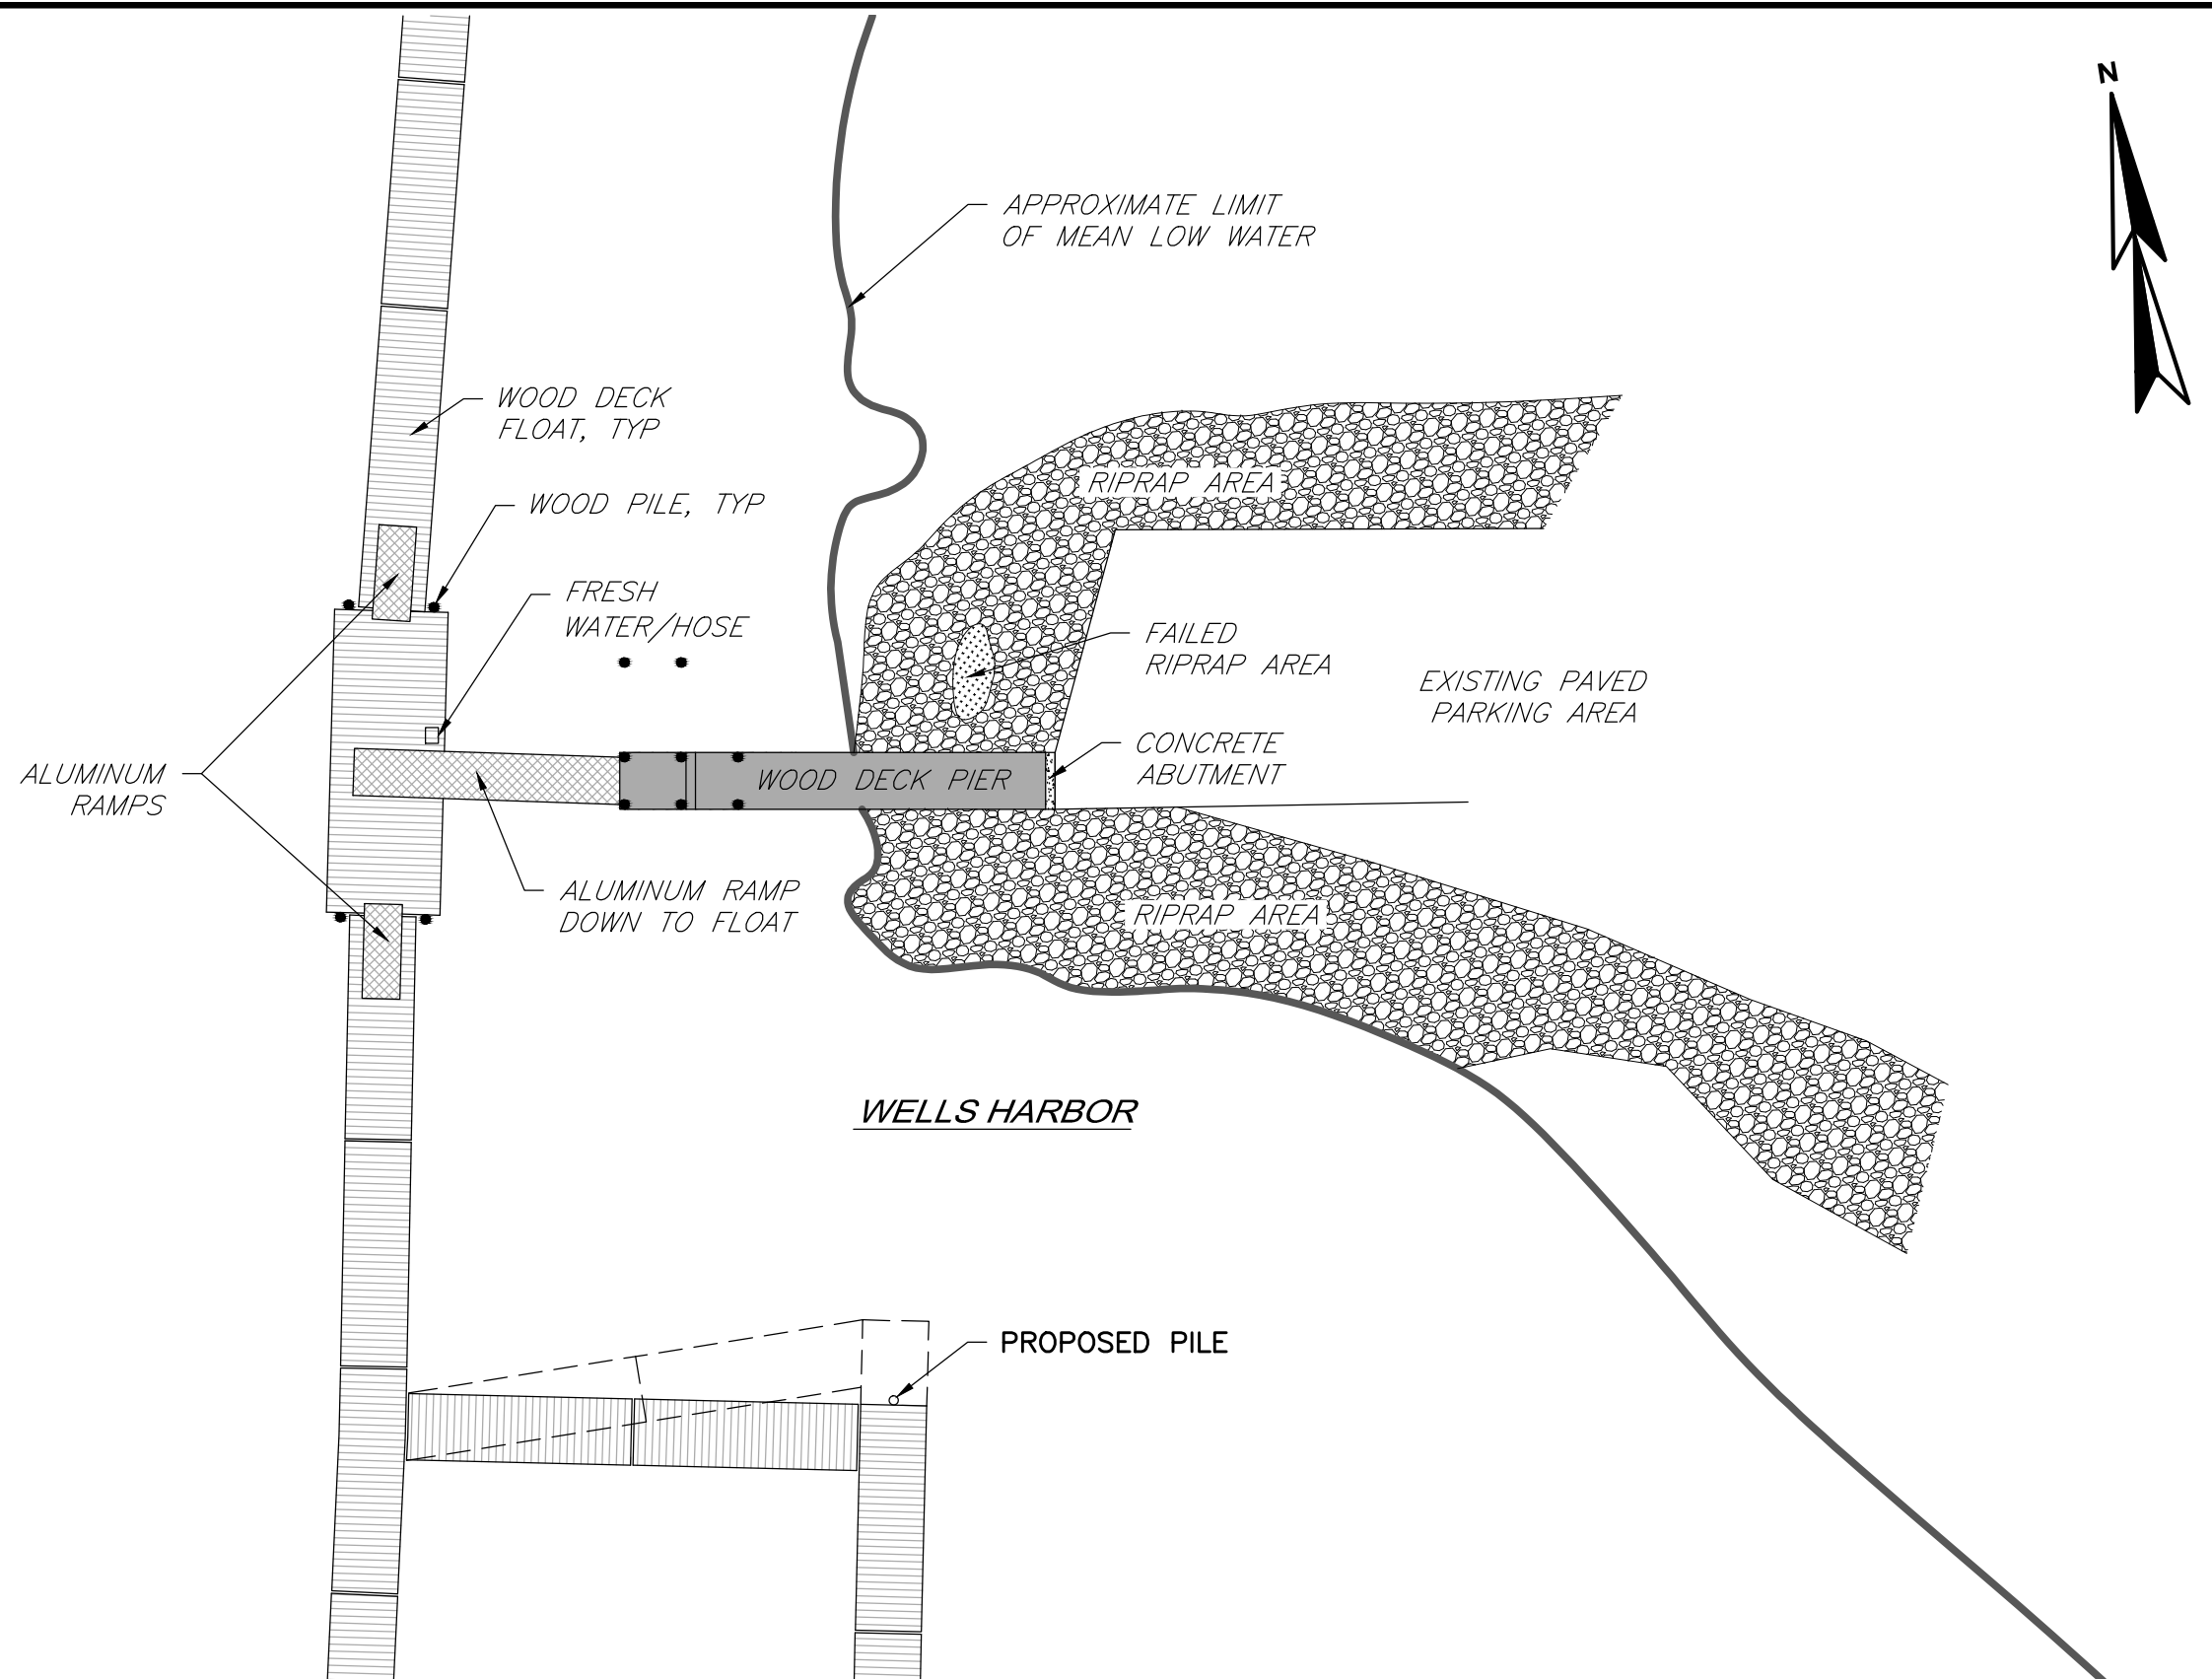 N
APPROXIMATE LIMIT
OF MEAN LOW WATER
WOOD DECK
FLOAT, TYP
RIPRAP AREA
WOOD PILE, TYP
FRESH
WATER/HOSE
FAILED
RIPRAP AREA
EXISTING PAVED
PARKING AREA
CONCRETE
ABUTMENT
ALUMINUM
RAMPS
WOOD DECK PIER
ALUMINUM RAMP
DOWN TO FLOAT
RIPRAP AREA
WELLS HARBOR
PROPOSED PILE